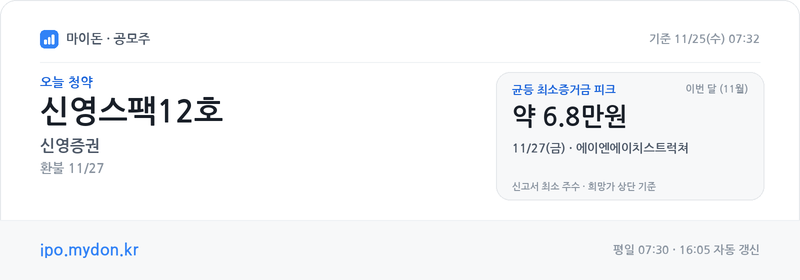 마이돈 · 공모주
기준 11/25(수) 07:32
오늘 청약
신영스팩12호
신영증권
환불 11/27
균등 최소증거금 피크
이번 달 (11월)
약 6.8만원
11/27(금) · 에이엔에이치스트럭쳐
신고서 최소 주수 · 희망가 상단 기준
ipo.mydon.kr
평일 07:30 · 16:05 자동 갱신